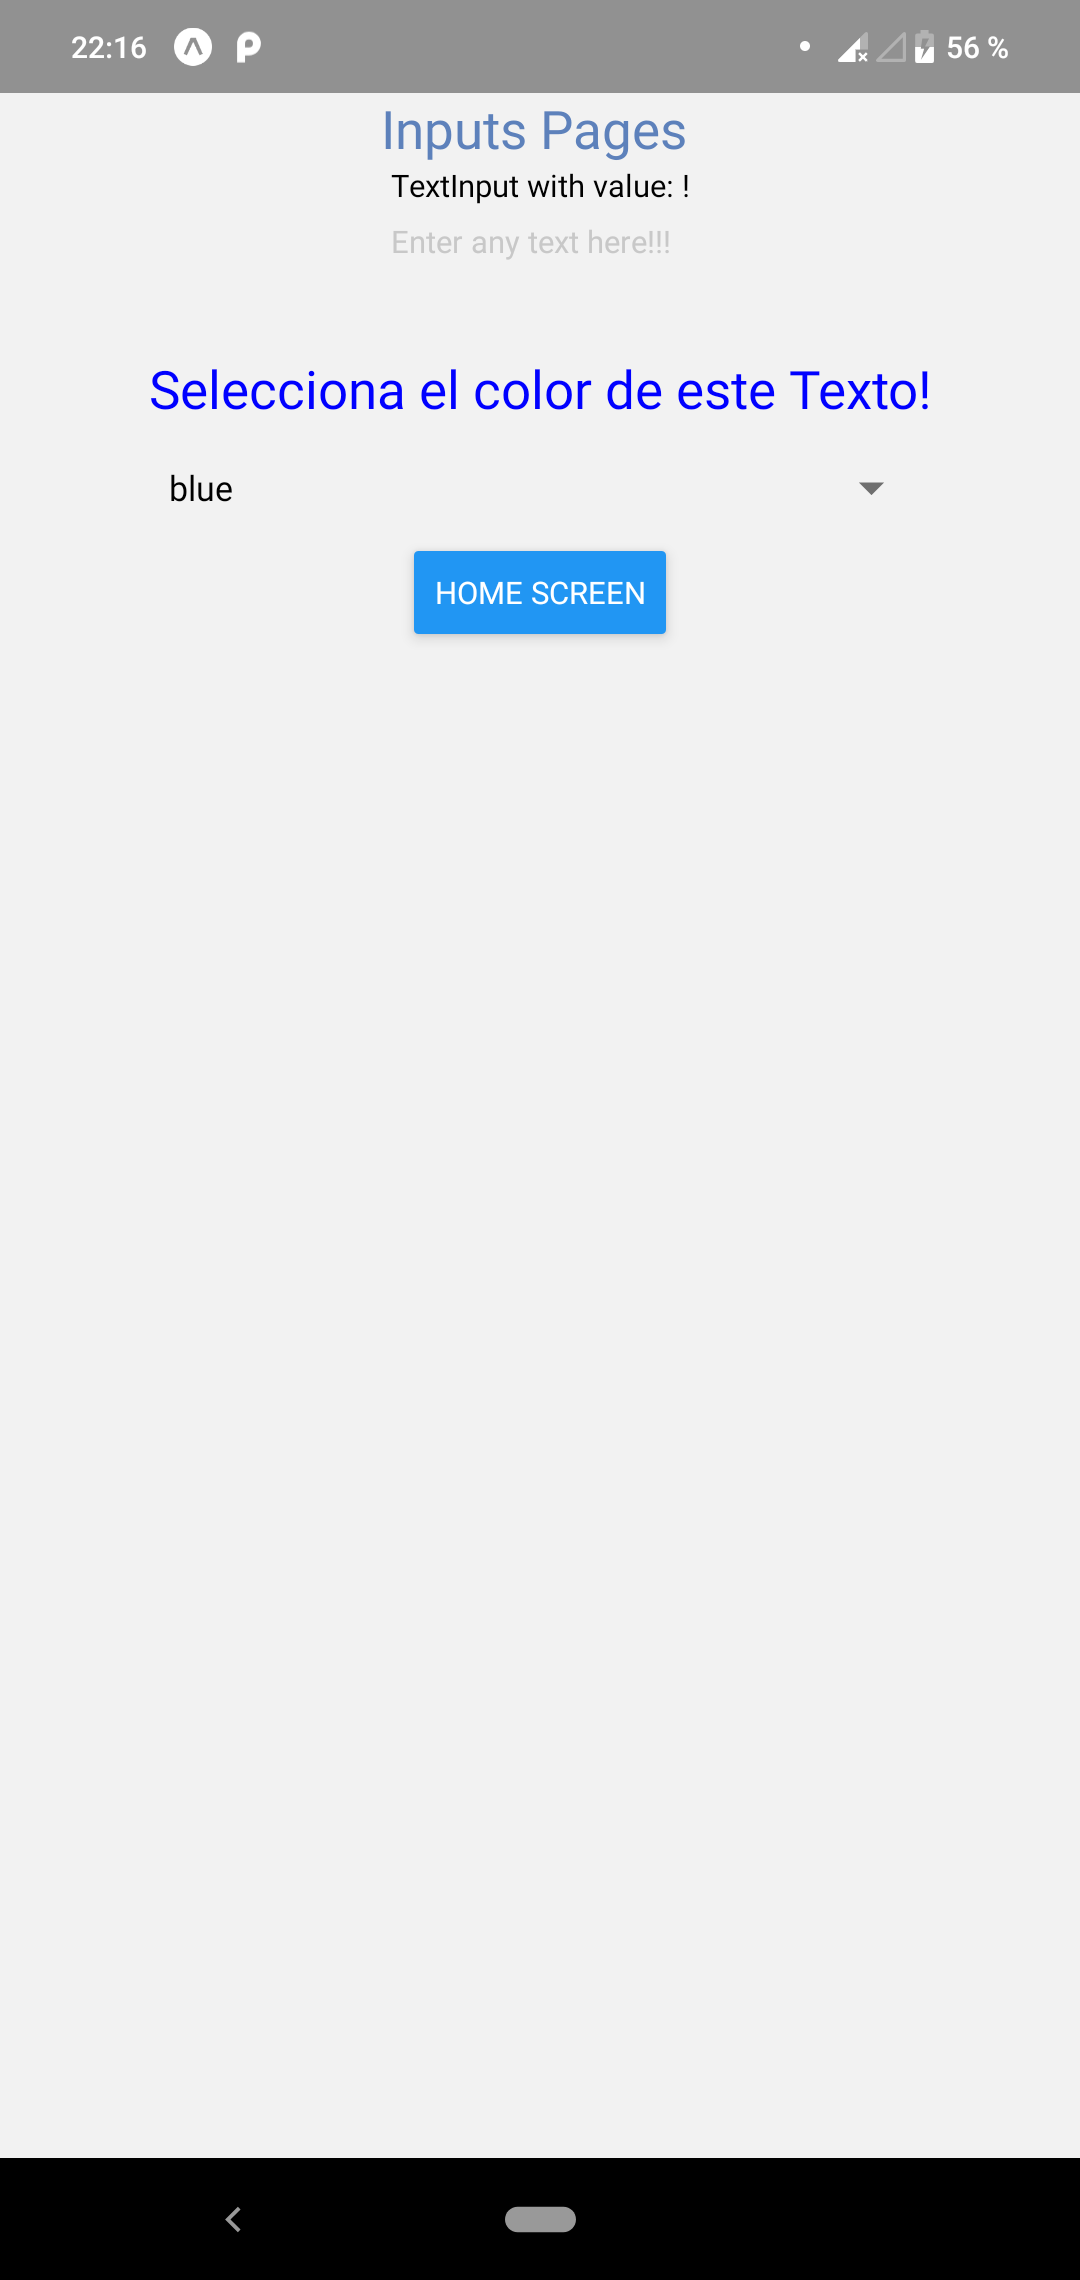 22:16
56 %
Inputs Pages
TextInput with value: !
Enter any text here!!!
Selecciona el color de este Texto!
blue
HOME SCREEN